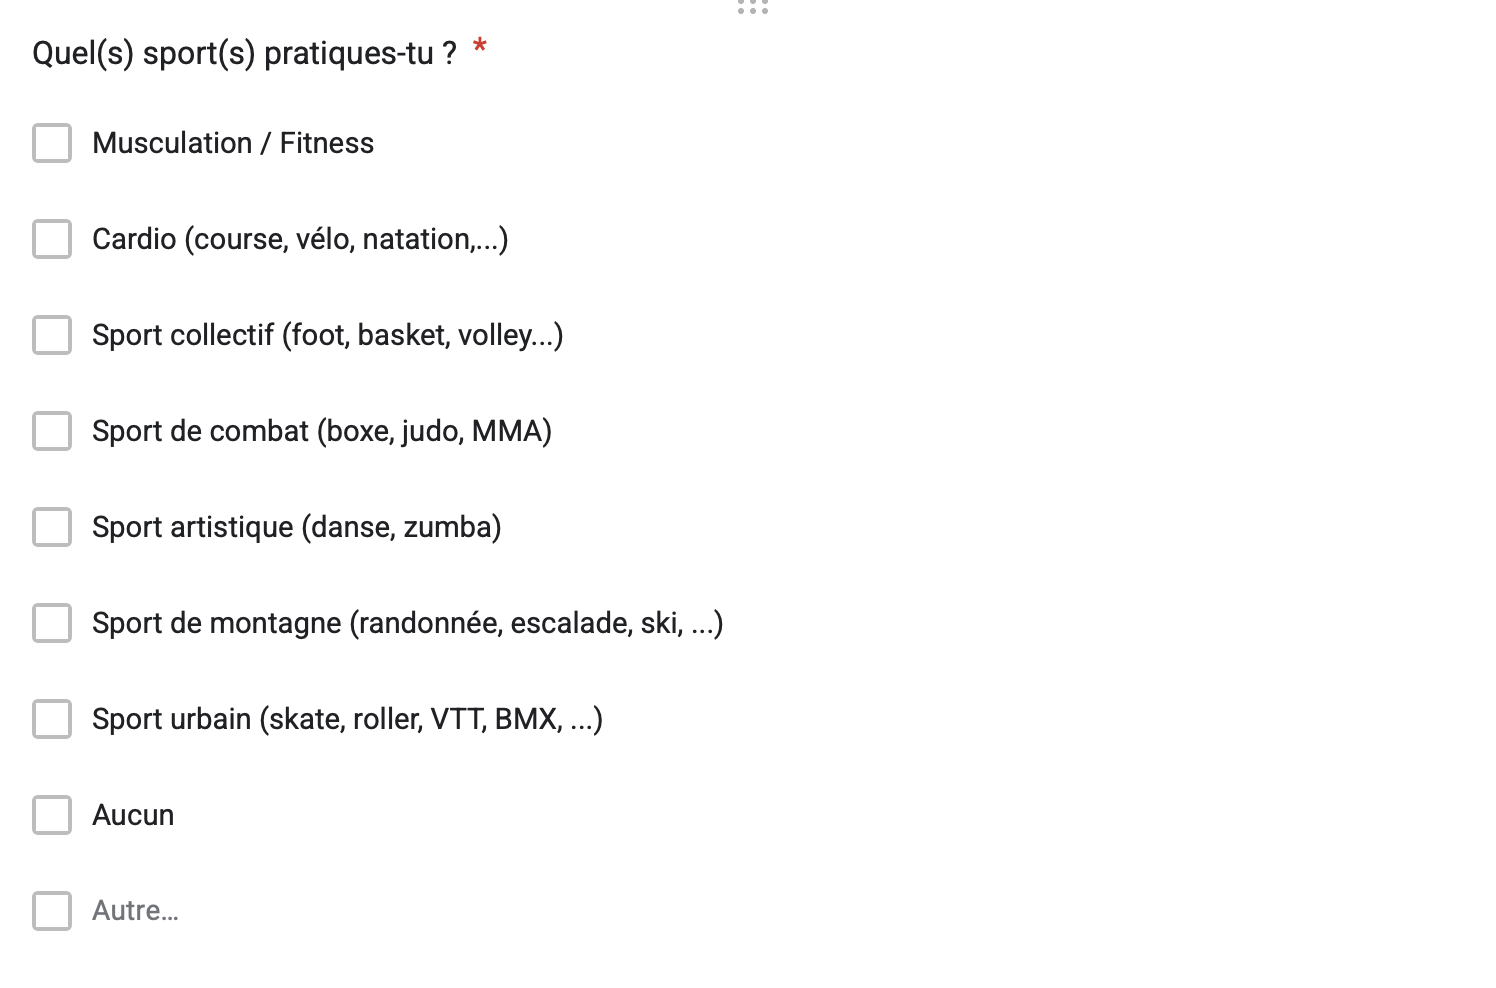 Quel(s) sport(s) pratiques-tu ? *
Musculation / Fitness
Cardio (course, vélo, natation,...)
Sport collectif (foot, basket, volley...)
Sport de combat (boxe, judo, MMA)
Sport artistique (danse, zumba)
Sport de montagne (randonnée, escalade, ski, ...)
Sport urbain (skate, roller, VTT, BMX, ...)
Aucun
Autre...